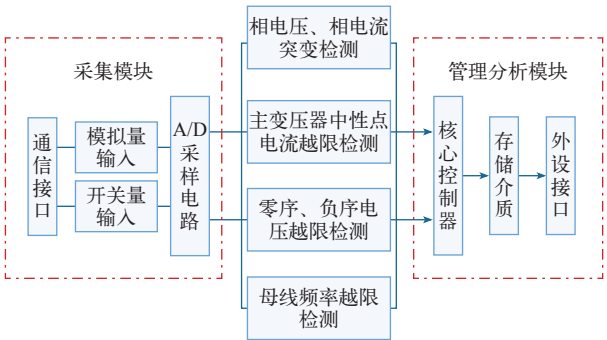 采集模块
通信接口
模拟量
输入
开关量
输入
A/D
采样电路
相电压、相电流
突变检测
主变压器中性点
电流越限检测
零序、负序电
压越限检测
母线频率越限
检测
管理分析模块
核心控制器
存储介质
外设接口